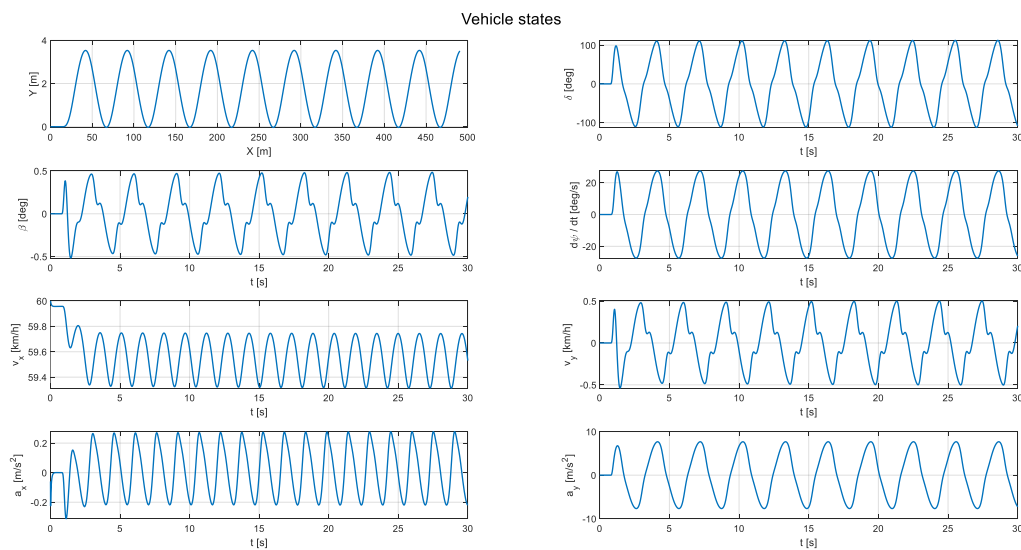 Vehicle states
4
2
0
Y [m]
0 50 100 150 200 250 300 350 400 450 500
X [m]
100
0
-100
δ [deg]
0 5 10 15 20 25 30
t [s]
0.5
0
-0.5
β [deg]
0 5 10 15 20 25 30
t [s]
20
0
-20
dψ / dt [deg/s]
0 5 10 15 20 25 30
t [s]
60
59.8
59.6
59.4
v_x [km/h]
0 5 10 15 20 25 30
t [s]
0.5
0
-0.5
v_y [km/h]
0 5 10 15 20 25 30
t [s]
0.2
0
-0.2
a_x [m/s²]
0 5 10 15 20 25 30
t [s]
10
0
-10
a_y [m/s²]
0 5 10 15 20 25 30
t [s]